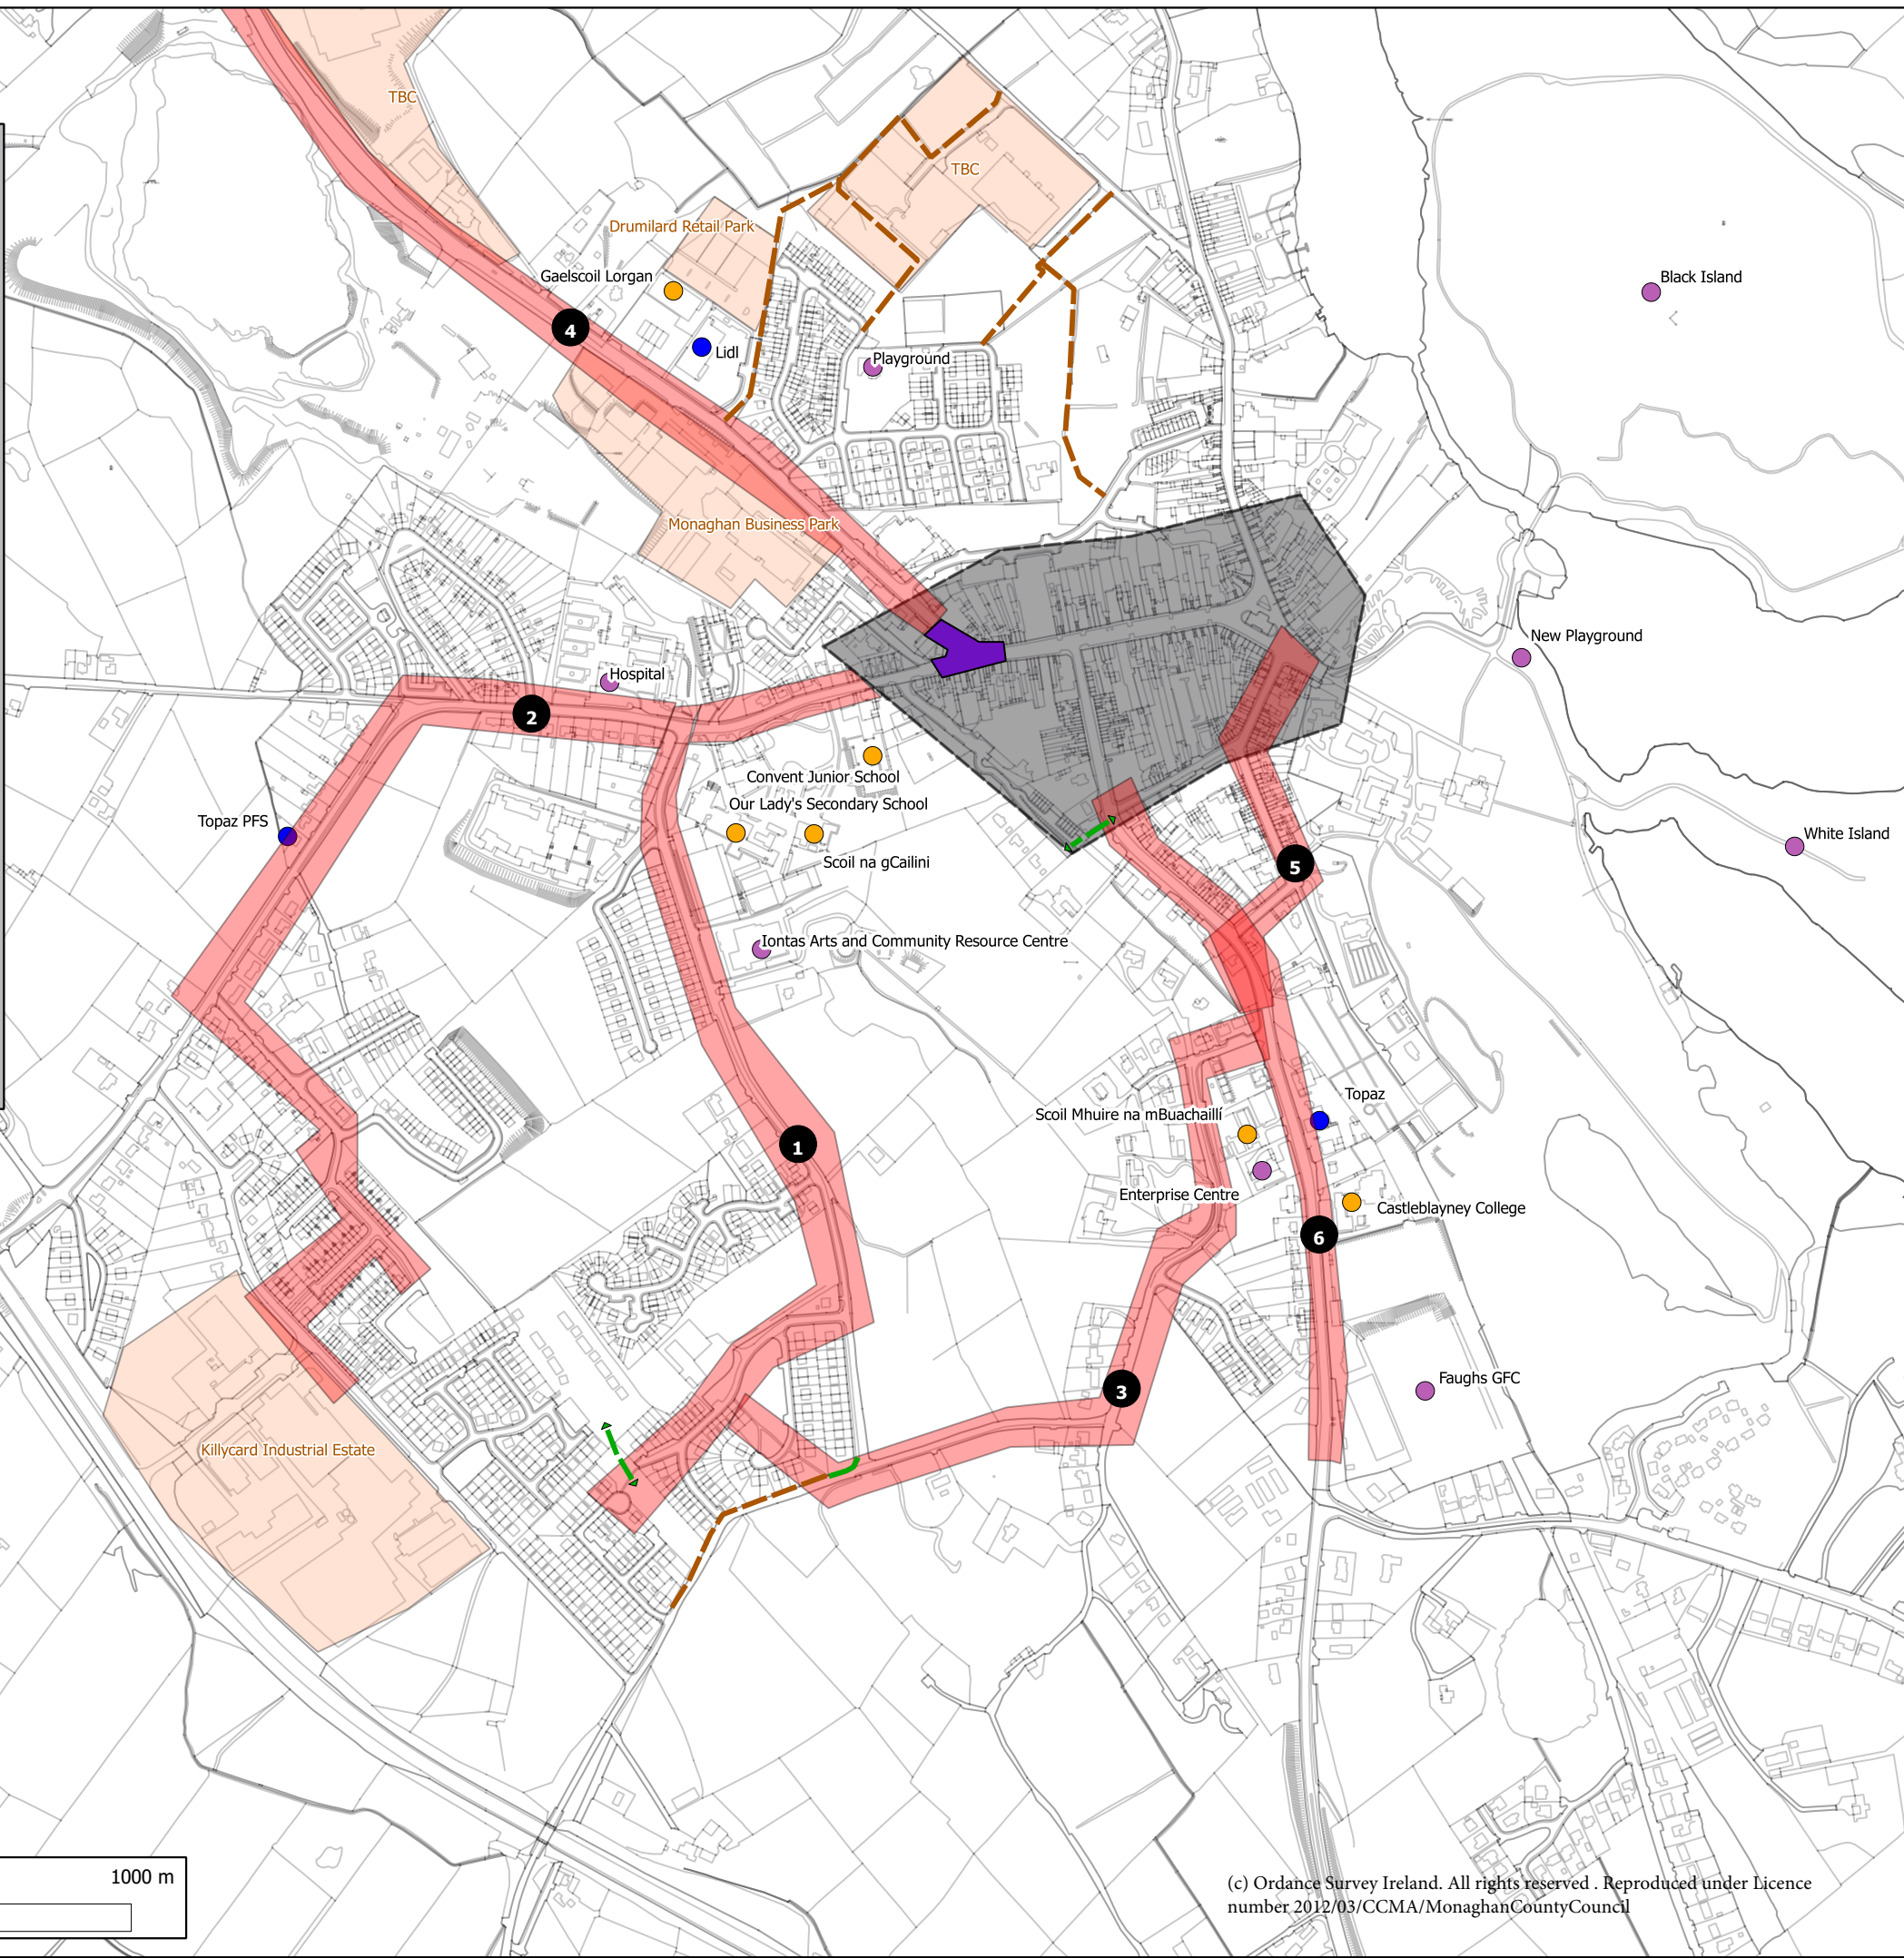 TBC
TBC
Drumilard Retail Park
Gaelscoil Lorgan
Black Island
4
Lidl
Playground
Monaghan Business Park
New Playground
Hospital
2
Convent Junior School
Our Lady's Secondary School
Topaz PFS
White Island
Scoil na gCailini
5
Iontas Arts and Community Resource Centre
Topaz
Scoil Mhuire na mBuachaillí
1
Enterprise Centre
Castleblayney College
6
Faughs GFC
3
Killycard Industrial Estate
1000 m
(c) Ordance Survey Ireland. All rights reserved . Reproduced under Licence
number 2012/03/CCMA/MonaghanCountyCouncil